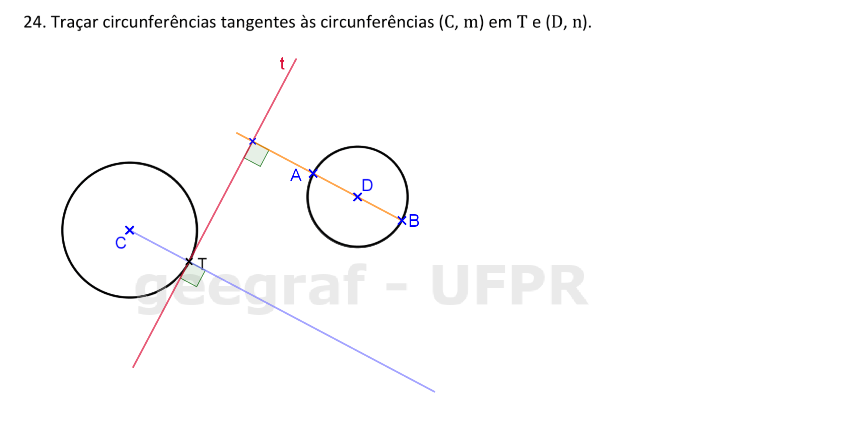 24. Traçar circunferências tangentes às circunferências (C, m) em T e (D, n).
t
A
D
B
C
T
geegraf - UFPR